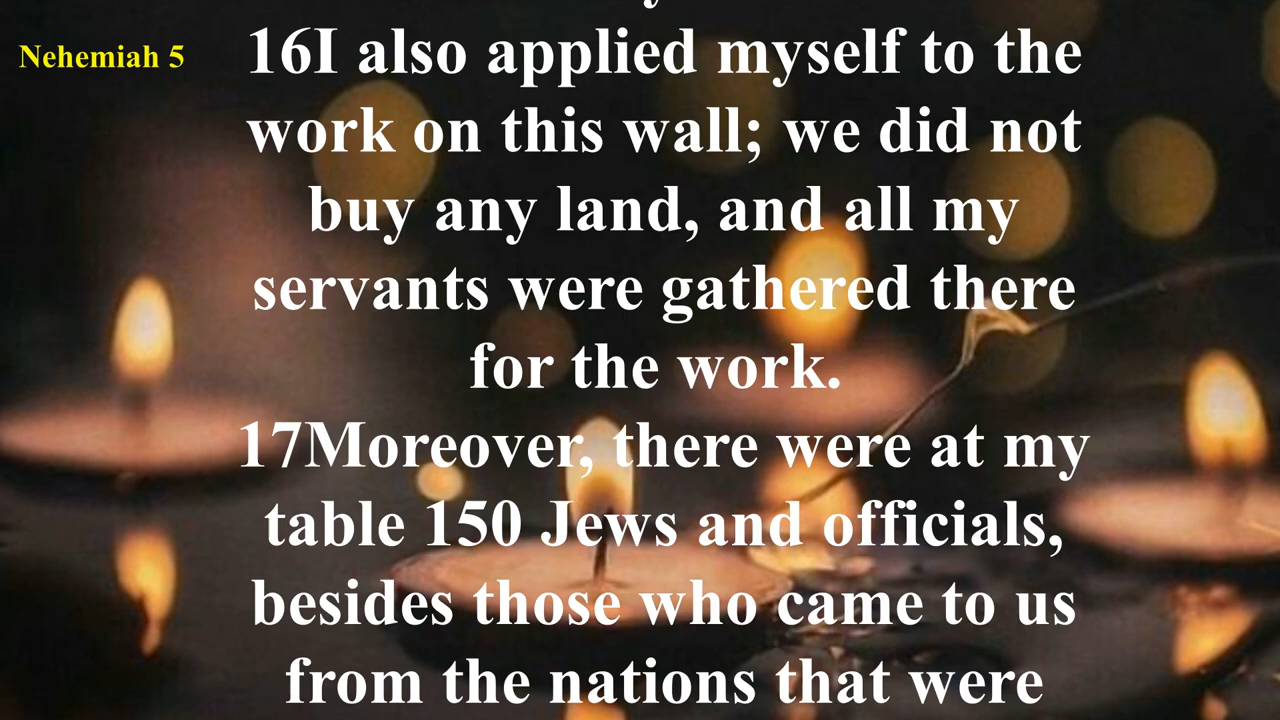 Nehemiah 5
16I also applied myself to the
work on this wall; we did not
buy any land, and all my
servants were gathered there
for the work.
17Moreover, there were at my
table 150 Jews and officials,
besides those who came to us
from the nations that were